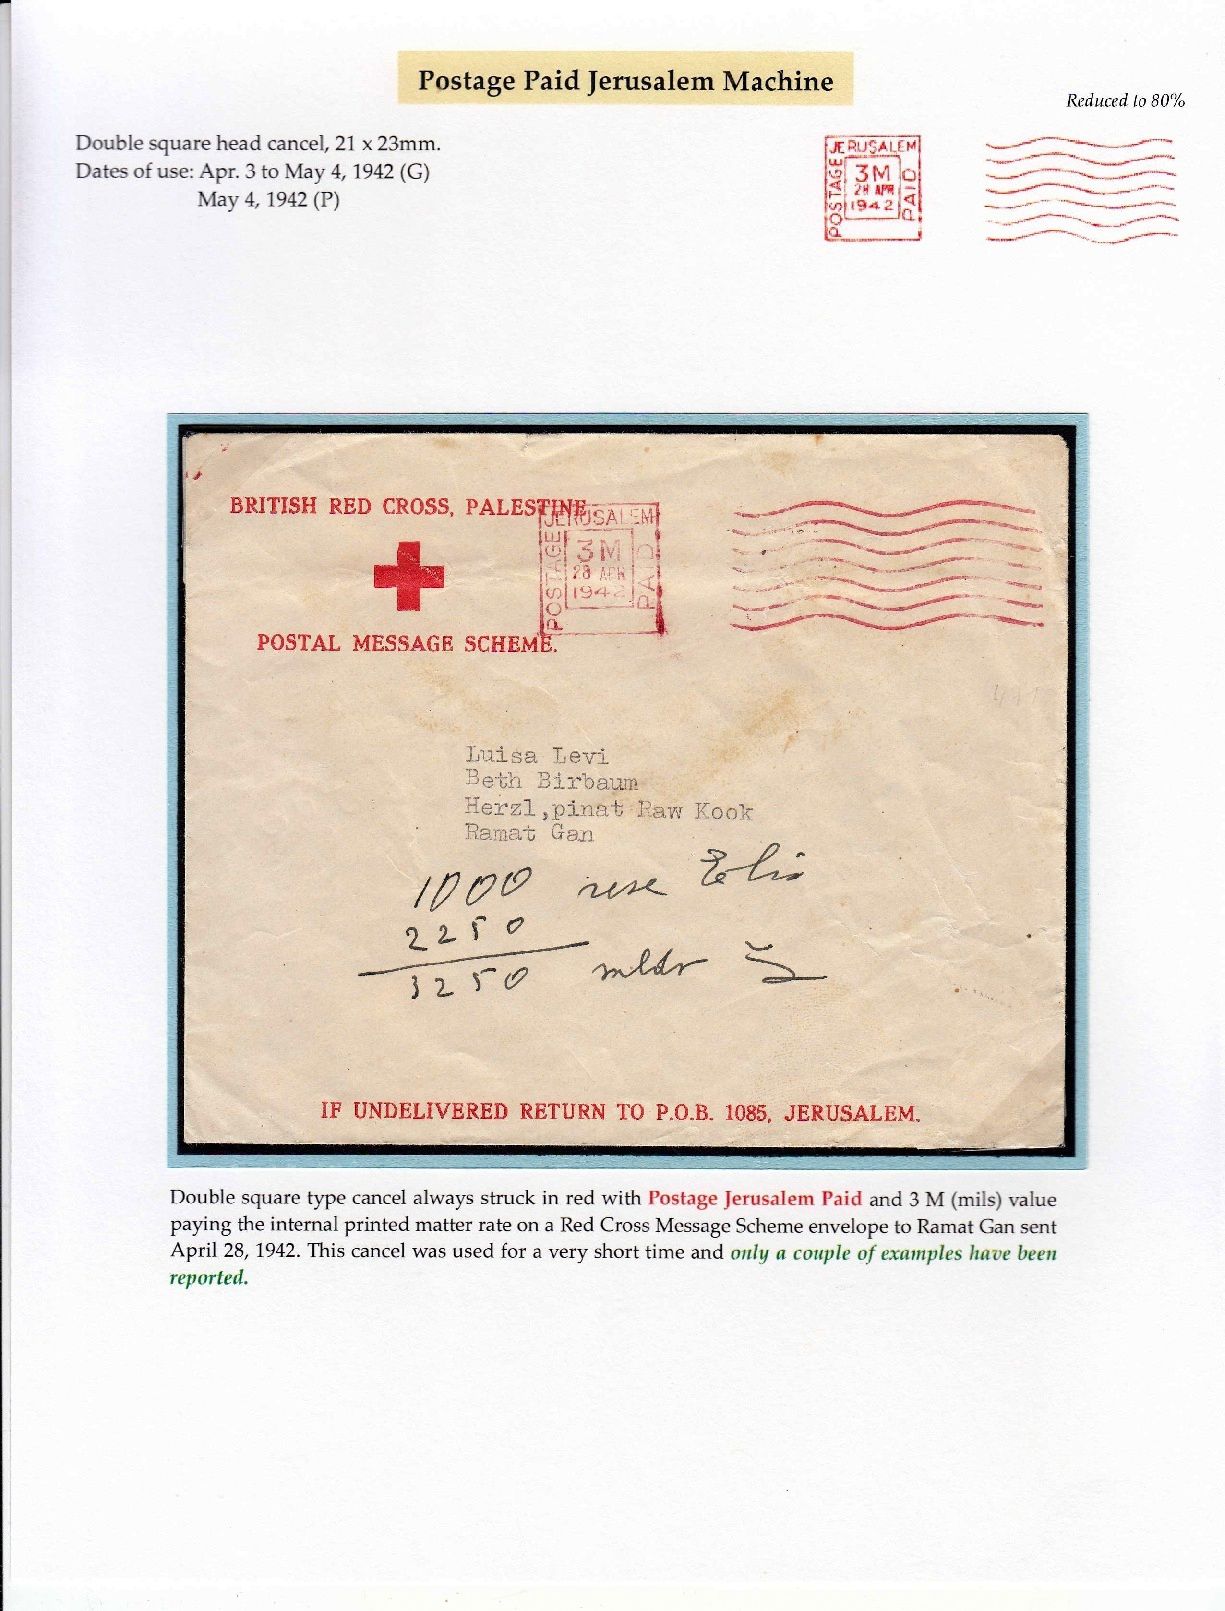 Postage Paid Jerusalem Machine
Reduced to 80%
Double square head cancel, 21 x 23mm.
Dates of use: Apr. 3 to May 4, 1942 (G)
May 4, 1942 (P)
JERUSALEM
POSTAGE
3 M
28 APR
1942
PAID
BRITISH RED CROSS, PALESTINE
JERUSALEM
POSTAGE
3 M
28 APR
1942
PAID
POSTAL MESSAGE SCHEME.
Luisa Levi
Beth Birbaum
Herzl,pinat Raw Kook
Ramat Gan
1000 rese
2250
3250
IF UNDELIVERED RETURN TO P.O.B. 1085, JERUSALEM.
Double square type cancel always struck in red with Postage Jerusalem Paid and 3 M (mils) value
paying the internal printed matter rate on a Red Cross Message Scheme envelope to Ramat Gan sent
April 28, 1942. This cancel was used for a very short time and only a couple of examples have been
reported.